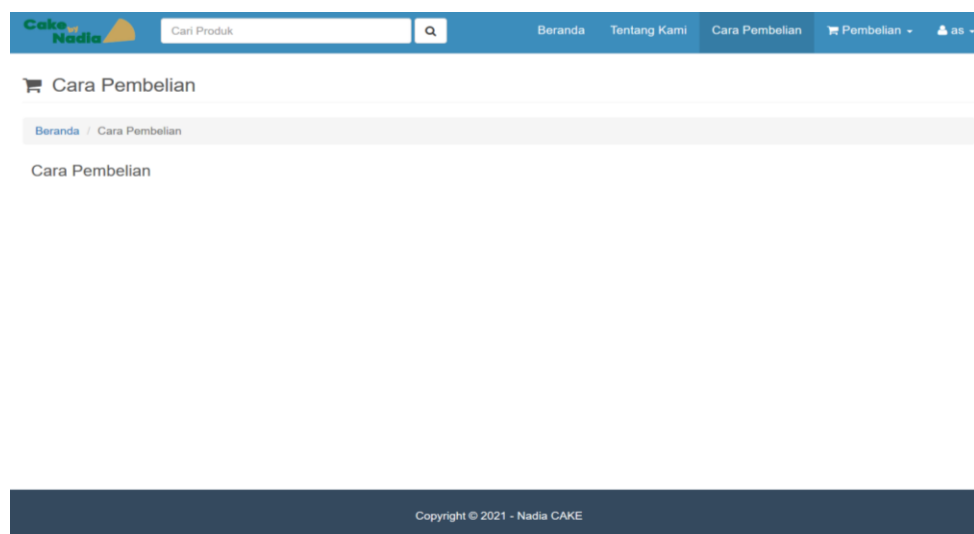 Cake BY
Nadia
Cari Produk
Beranda Tentang Kami Cara Pembelian Pembelian as
Cara Pembelian
Beranda / Cara Pembelian
Cara Pembelian
Copyright © 2021 - Nadia CAKE